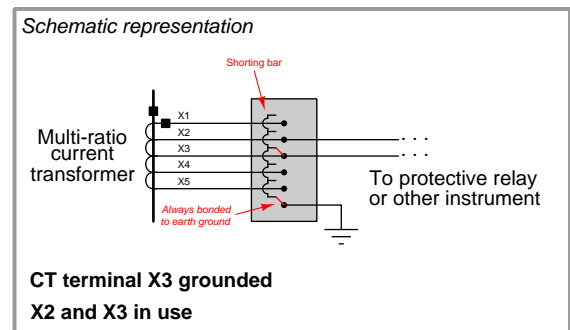 Schematic representation
Shorting bar
X1
X2
X3
X4
X5
Multi-ratio
current
transformer
. . .
. . .
To protective relay
or other instrument
Always bonded
to earth ground
CT terminal X3 grounded
X2 and X3 in use